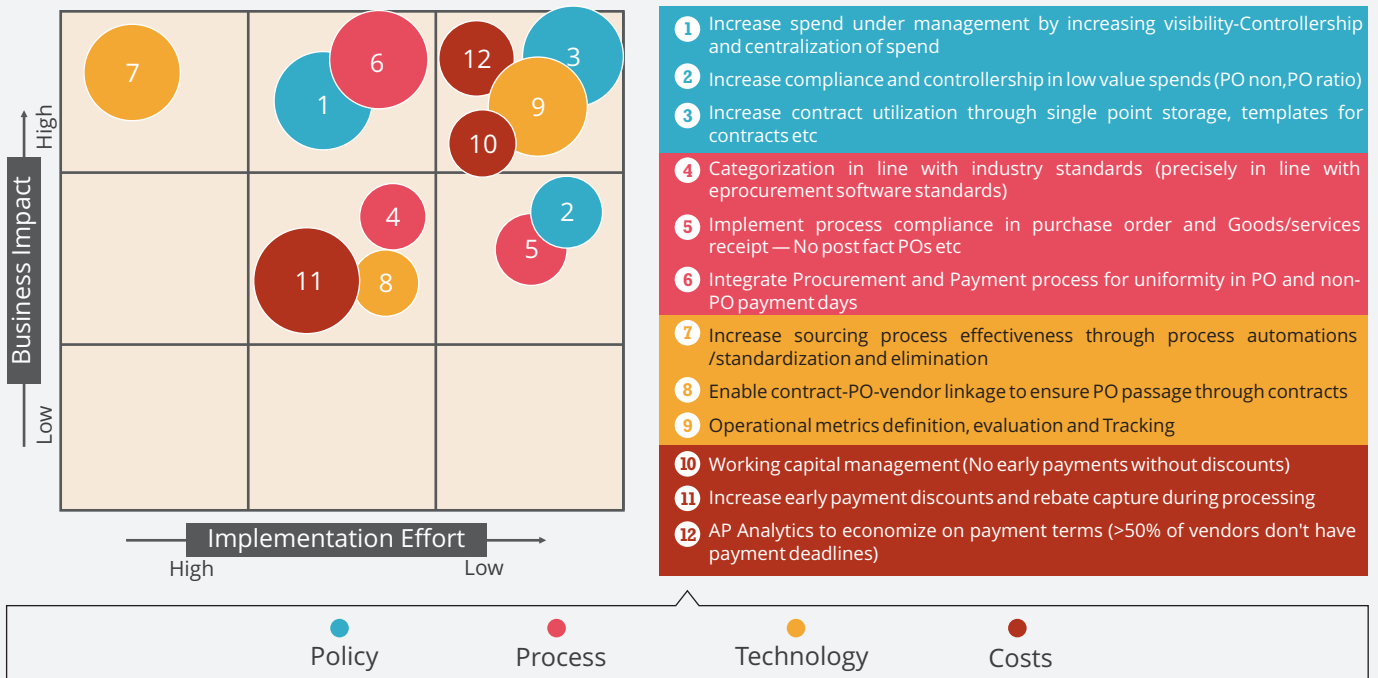 7
6
1
12
3
9
10
4
2
5
11
8
High
Business Impact
Low
Implementation Effort
High
Low
1 Increase spend under management by increasing visibility-Controllership
and centralization of spend
2 Increase compliance and controllership in low value spends (PO non,PO ratio)
3 Increase contract utilization through single point storage, templates for
contracts etc
4 Categorization in line with industry standards (precisely in line with
eprocurement software standards)
5 Implement process compliance in purchase order and Goods/services
receipt — No post fact POs etc
6 Integrate Procurement and Payment process for uniformity in PO and non-
PO payment days
7 Increase sourcing process effectiveness through process automations
/standardization and elimination
8 Enable contract-PO-vendor linkage to ensure PO passage through contracts
9 Operational metrics definition, evaluation and Tracking
10 Working capital management (No early payments without discounts)
11 Increase early payment discounts and rebate capture during processing
12 AP Analytics to economize on payment terms (>50% of vendors don't have
payment deadlines)
Policy
Process
Technology
Costs